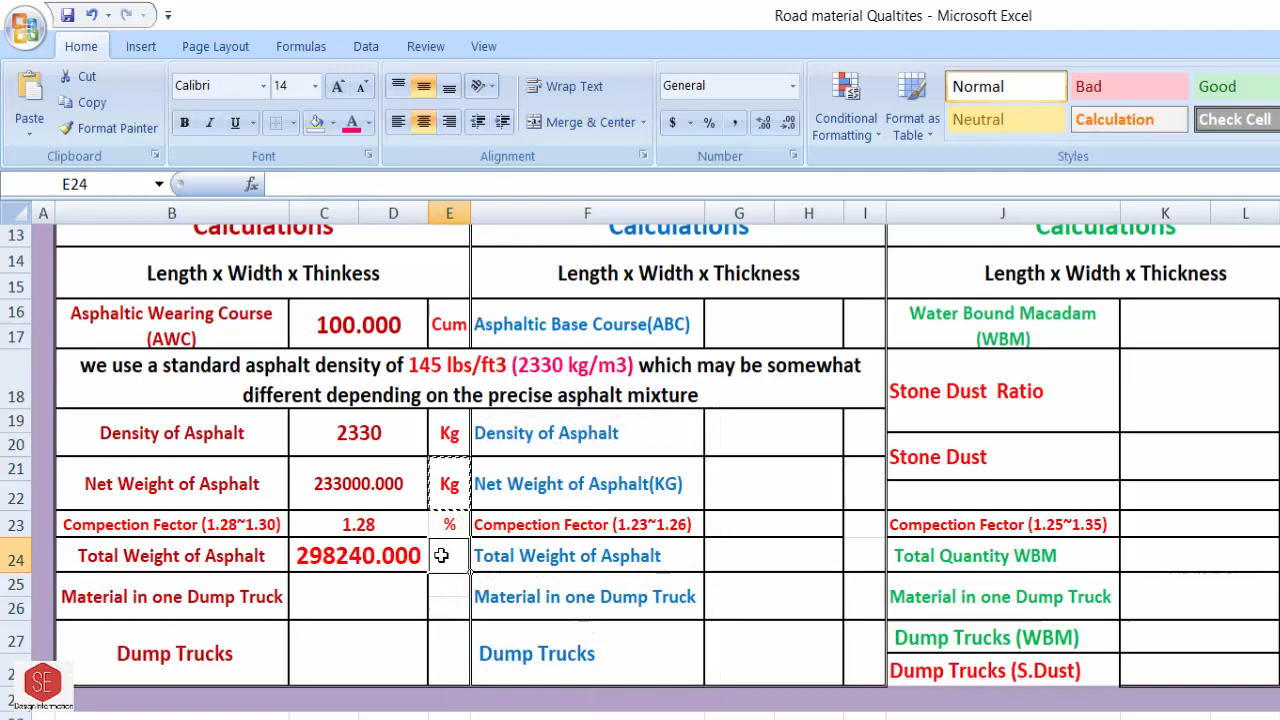 Road material Qualtites - Microsoft Excel
Home Insert Page Layout Formulas Data Review View
Cut
Copy
Format Painter
Paste
Clipboard
Calibri 14
B I U
Font
Wrap Text
Merge & Center
Alignment
General
$ % ,
Number
Conditional Formatting
Format as Table
Normal Bad Good
Neutral Calculation Check Cell
Styles
E24 fx
A B C D E F G H I J K L
13 Calculations Calculations Calculations
14
15
Length x Width x Thinkess Length x Width x Thickness Length x Width x Thickness
16
17
Asphaltic Wearing Course
(AWC)
100.000 Cum Asphaltic Base Course(ABC)
Water Bound Macadam
(WBM)
18
we use a standard asphalt density of 145 lbs/ft3 (2330 kg/m3) which may be somewhat
different depending on the precise asphalt mixture
Stone Dust Ratio
19
20
Density of Asphalt 2330 Kg Density of Asphalt
Stone Dust
21
22
Net Weight of Asphalt 233000.000 Kg Net Weight of Asphalt(KG)
23 Compection Fector (1.28~1.30) 1.28 % Compection Fector (1.23~1.26) Compection Fector (1.25~1.35)
24 Total Weight of Asphalt 298240.000 Total Weight of Asphalt Total Quantity WBM
25
26
Material in one Dump Truck Material in one Dump Truck Material in one Dump Truck
27
Dump Trucks Dump Trucks Dump Trucks (WBM)
Dump Trucks (S.Dust)
SE
Design Information